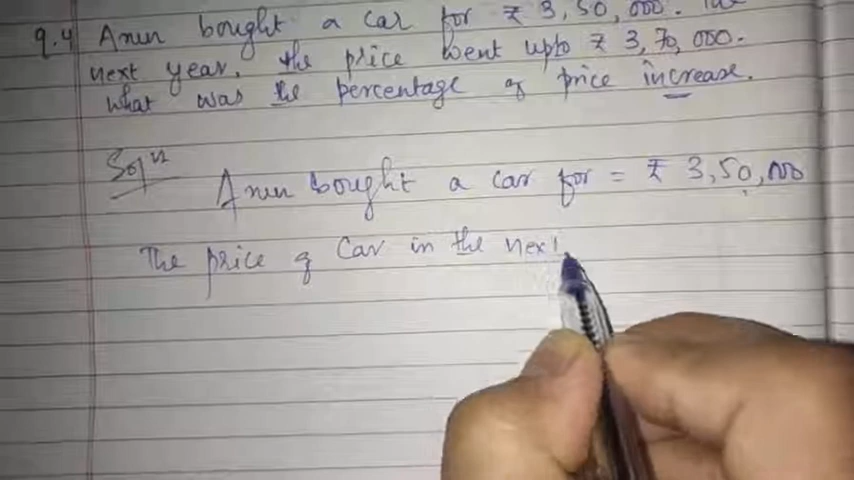 Q.4 Arun bought a car for ₹ 3,50,000. The
next year, the price went upto ₹ 3,70,000.
what was the percentage of price increase.
Solⁿ Arun bought a car for = ₹ 3,50,000
The price of Car in the next